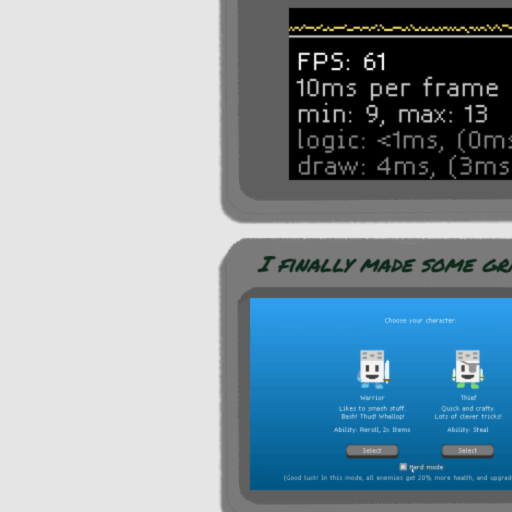 FPS: 61
10ms per frame
min: 9, max: 13
logic: <1ms, (0ms
draw: 4ms, (3ms
I FINALLY MADE SOME GR
Choose your character:
Warrior
Likes to smash stuff.
Bash! Thud! Whallop!
Ability: Reroll, 2x Items
Select
Thief
Quick and crafty.
Lots of clever tricks!
Ability: Steal
Select
Hard mode
(Good luck! In this mode, all enemies get 20% more health, and upgrad